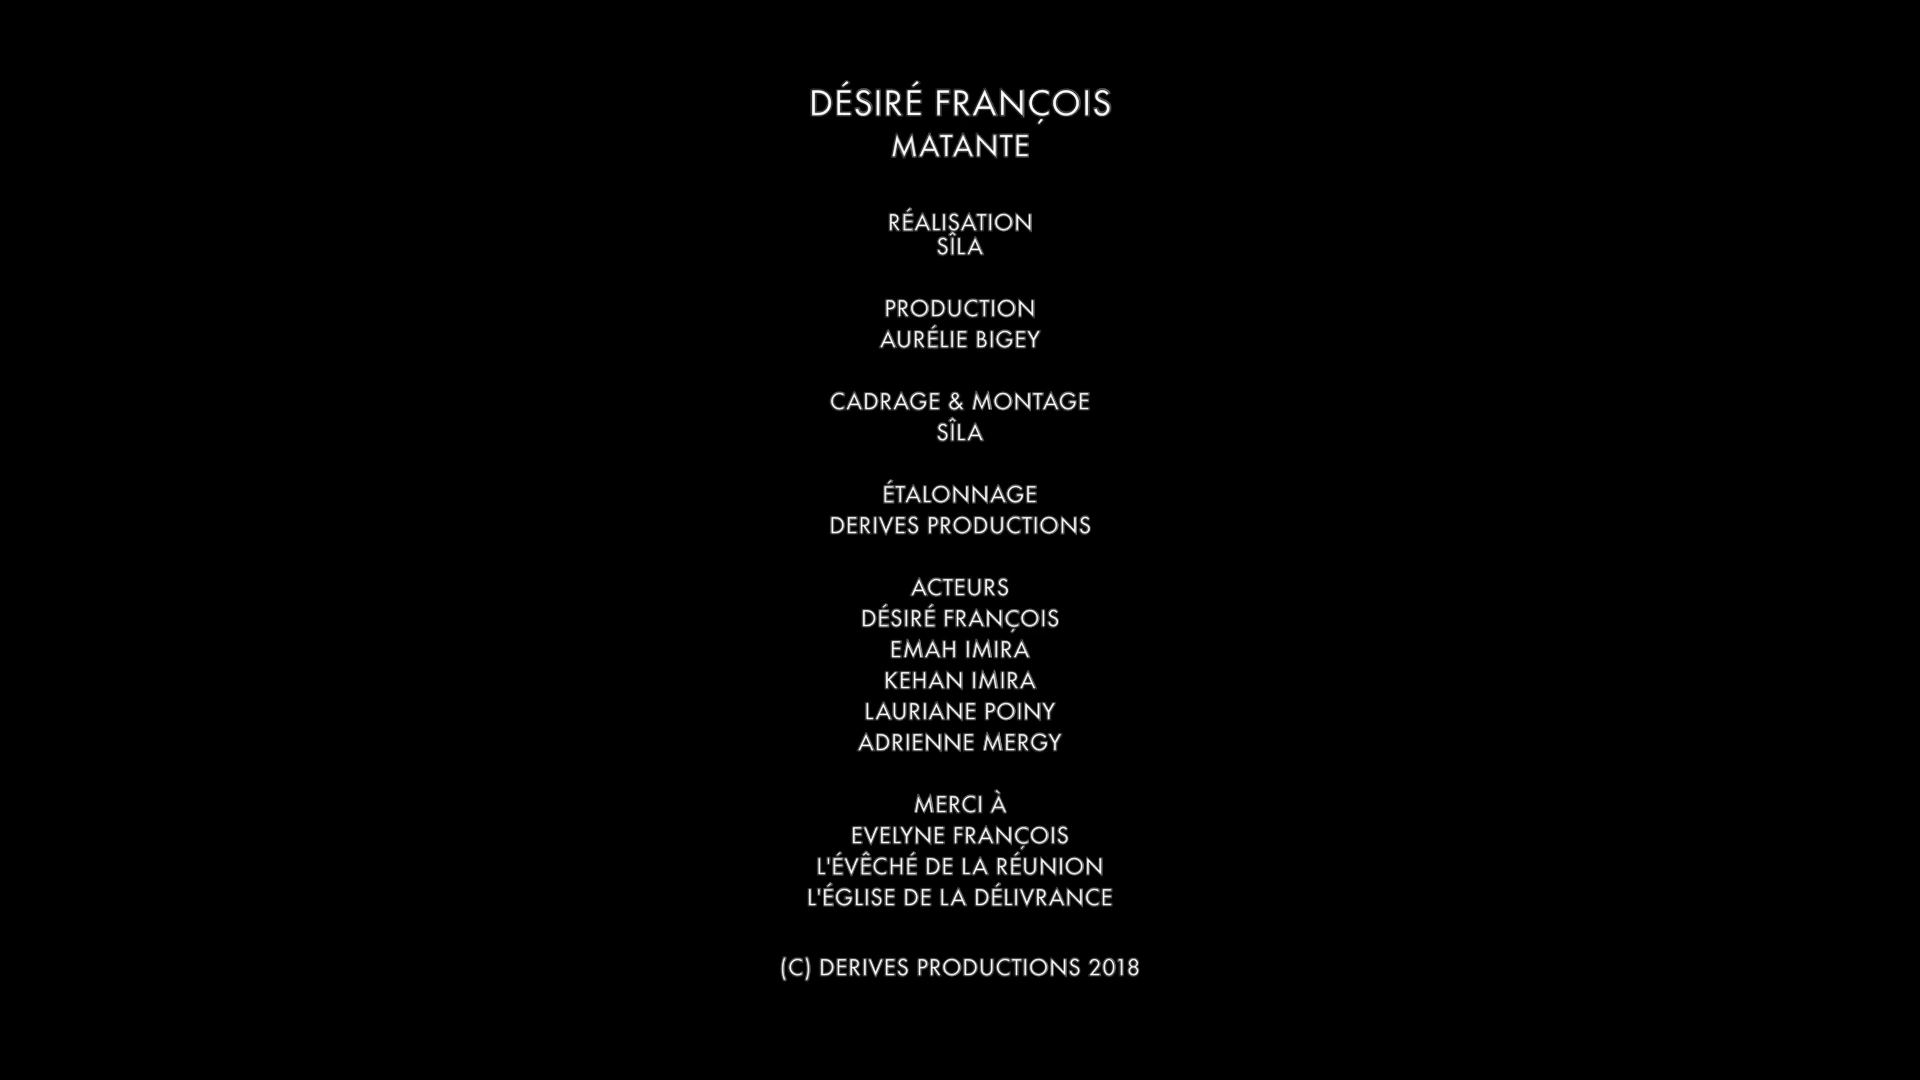 DÉSIRÉ FRANÇOIS
MATANTE
RÉALISATION
SÎLA
PRODUCTION
AURÉLIE BIGEY
CADRAGE & MONTAGE
SÎLA
ÉTALONNAGE
DERIVES PRODUCTIONS
ACTEURS
DÉSIRÉ FRANÇOIS
EMAH IMIRA
KEHAN IMIRA
LAURIANE POINY
ADRIENNE MERGY
MERCI À
EVELYNE FRANÇOIS
L'ÉVÊCHÉ DE LA RÉUNION
L'ÉGLISE DE LA DÉLIVRANCE
(C) DERIVES PRODUCTIONS 2018